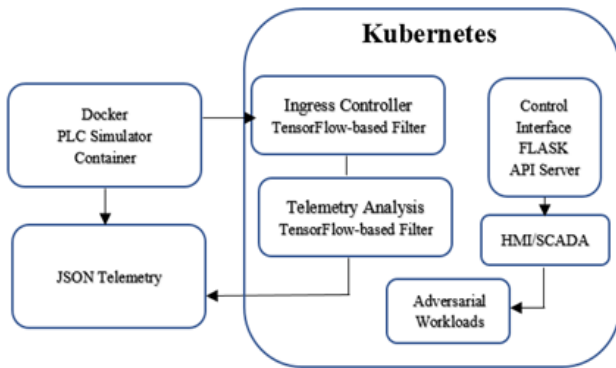 Kubernetes
Docker
PLC Simulator
Container
Ingress Controller
TensorFlow-based Filter
Control
Interface
FLASK
API Server
Telemetry Analysis
TensorFlow-based Filter
JSON Telemetry
HMI/SCADA
Adversarial
Workloads